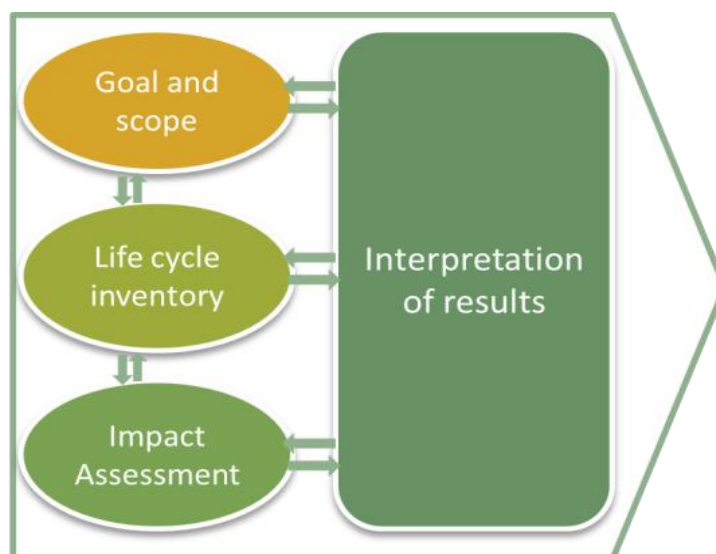 Goal and
scope
Life cycle
inventory
Interpretation
of results
Impact
Assessment